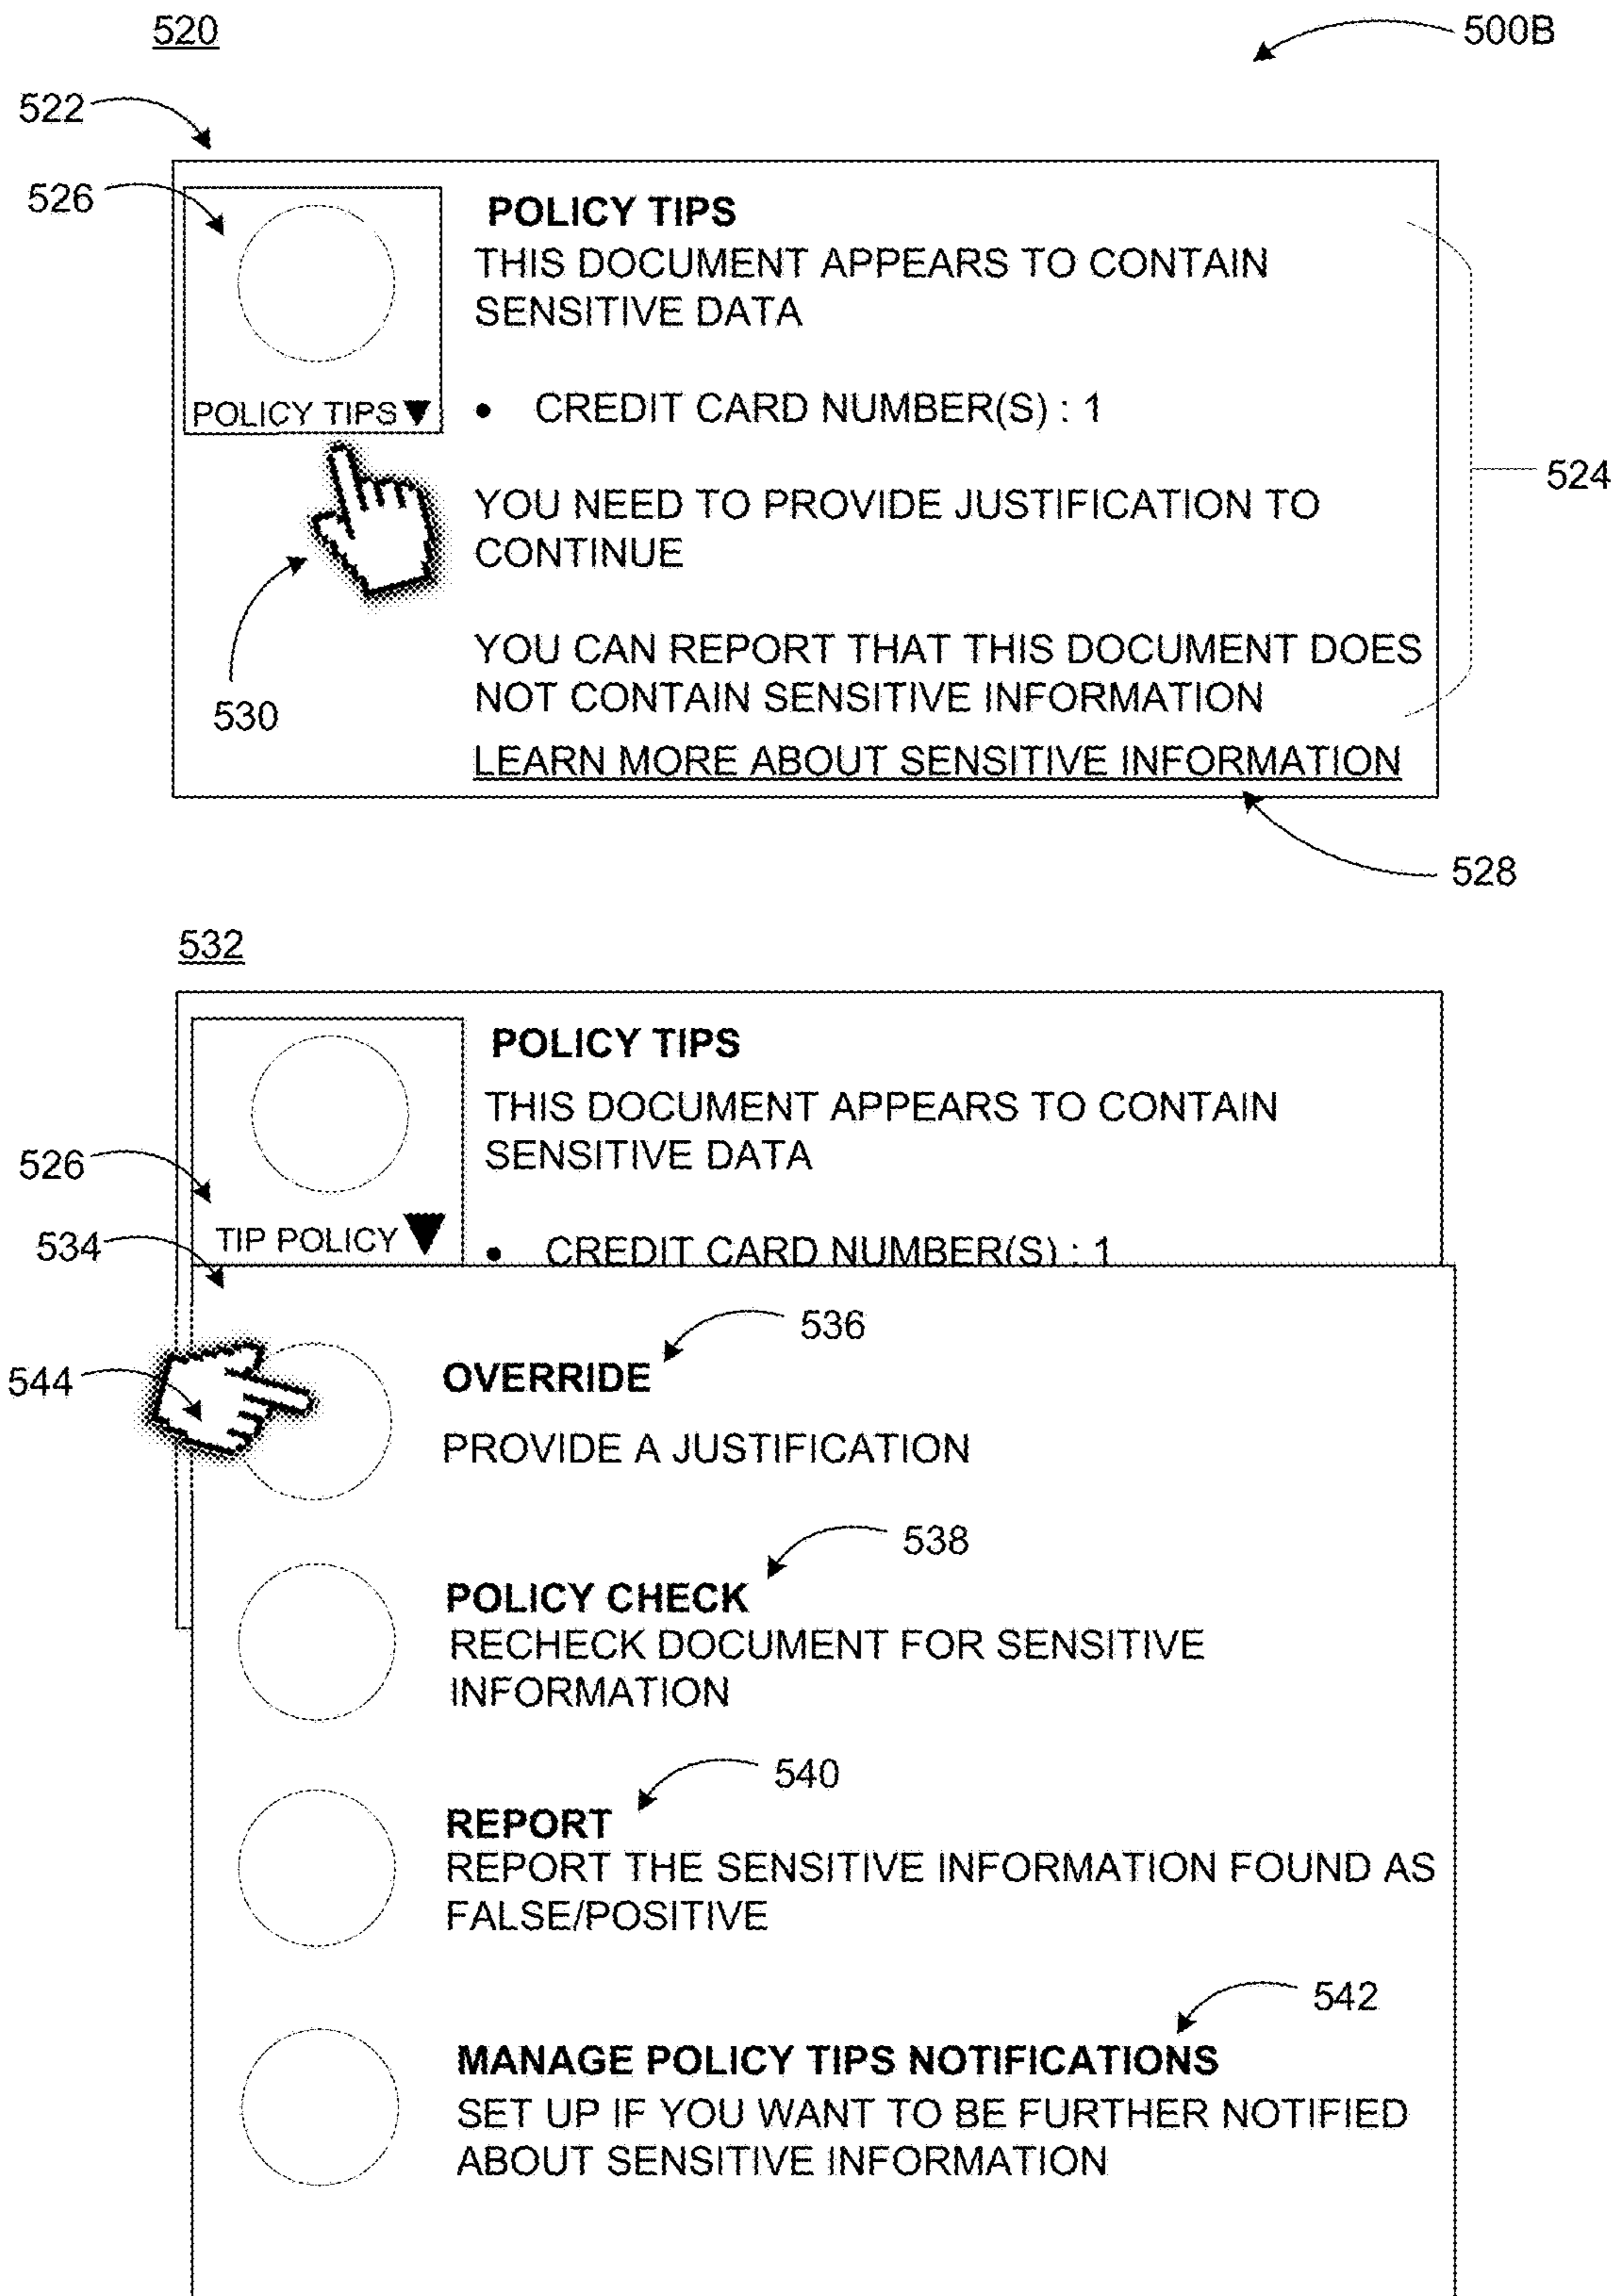 520
500B
522
526
POLICY TIPS
THIS DOCUMENT APPEARS TO CONTAIN
SENSITIVE DATA
POLICY TIPS
• CREDIT CARD NUMBER(S) : 1
524
YOU NEED TO PROVIDE JUSTIFICATION TO
CONTINUE
530
YOU CAN REPORT THAT THIS DOCUMENT DOES
NOT CONTAIN SENSITIVE INFORMATION
LEARN MORE ABOUT SENSITIVE INFORMATION
528
532
POLICY TIPS
THIS DOCUMENT APPEARS TO CONTAIN
SENSITIVE DATA
526
TIP POLICY
534
• CREDIT CARD NUMBER(S) : 1
536
544
OVERRIDE
PROVIDE A JUSTIFICATION
538
POLICY CHECK
RECHECK DOCUMENT FOR SENSITIVE
INFORMATION
540
REPORT
REPORT THE SENSITIVE INFORMATION FOUND AS
FALSE/POSITIVE
542
MANAGE POLICY TIPS NOTIFICATIONS
SET UP IF YOU WANT TO BE FURTHER NOTIFIED
ABOUT SENSITIVE INFORMATION